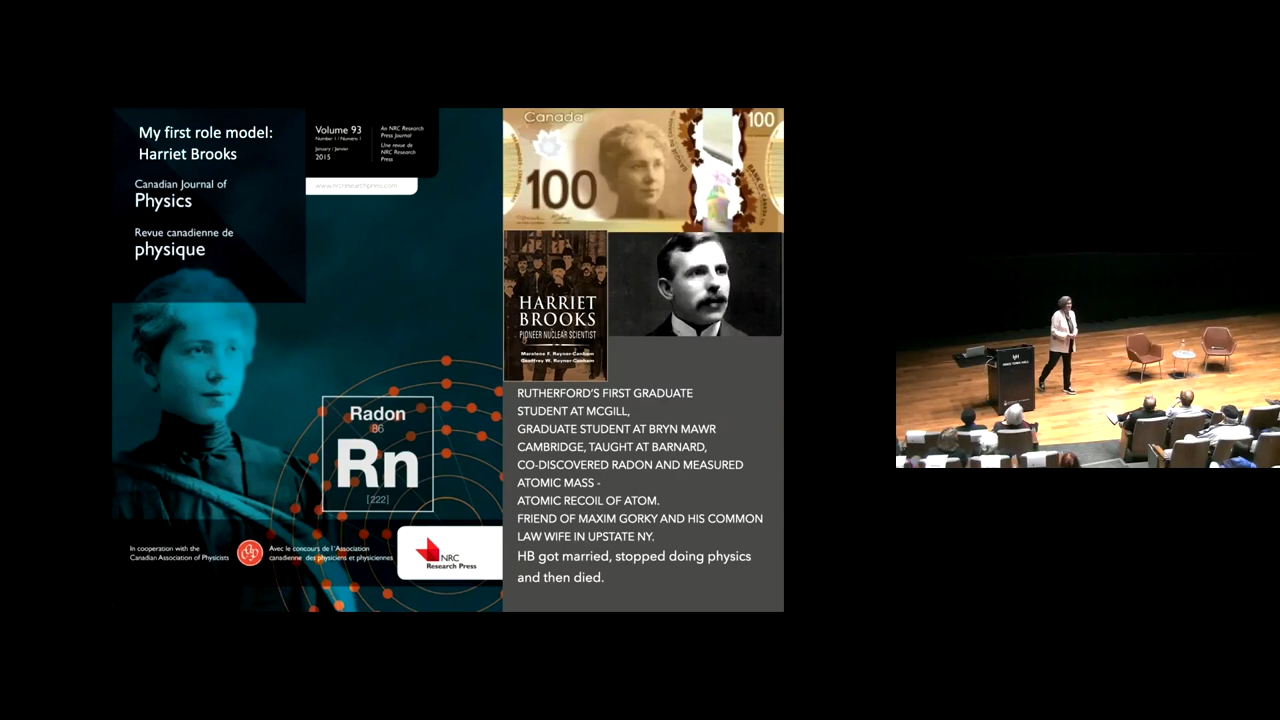 My first role model:
Harriet Brooks
Canadian Journal of
Physics
Revue canadienne de
physique
Volume 93
Number 1 / Numéro 1
January / Janvier
2015
An NRC Research
Press Journal
Une revue de
NRC Research
Press
www.nrcresearchpress.com
Radon
86
Rn
[222]
In cooperation with the
Canadian Association of Physicists
Avec le concours de l'Association
canadienne des physiciens et physiciennes
NRC
Research Press
Canada
100
100
HARRIET
BROOKS
PIONEER NUCLEAR SCIENTIST
Marelene F. Rayner-Canham
Geoffrey W. Rayner-Canham
RUTHERFORD'S FIRST GRADUATE
STUDENT AT MCGILL,
GRADUATE STUDENT AT BRYN MAWR
CAMBRIDGE, TAUGHT AT BARNARD,
CO-DISCOVERED RADON AND MEASURED
ATOMIC MASS -
ATOMIC RECOIL OF ATOM.
FRIEND OF MAXIM GORKY AND HIS COMMON
LAW WIFE IN UPSTATE NY.
HB got married, stopped doing physics
and then died.